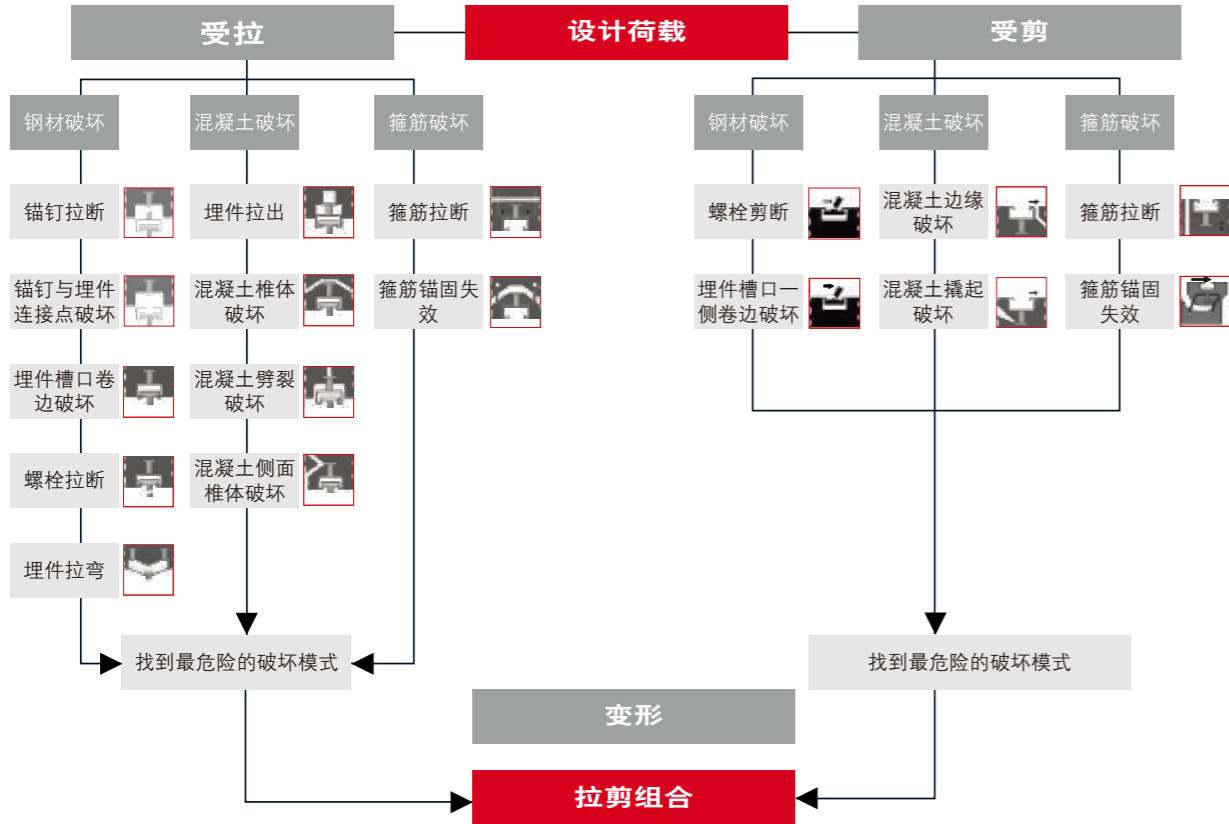 受拉
设计荷载
受剪
钢材破坏
混凝土破坏
箍筋破坏
钢材破坏
混凝土破坏
箍筋破坏
锚钉拉断
埋件拉出
箍筋拉断
螺栓剪断
混凝土边缘
破坏
箍筋拉断
锚钉与埋件
连接点破坏
混凝土椎体
破坏
箍筋锚固失
效
埋件槽口一
侧卷边破坏
混凝土撬起
破坏
箍筋锚固
失效
埋件槽口卷
边破坏
混凝土劈裂
破坏
螺栓拉断
混凝土侧面
椎体破坏
埋件拉弯
找到最危险的破坏模式
找到最危险的破坏模式
变形
拉剪组合